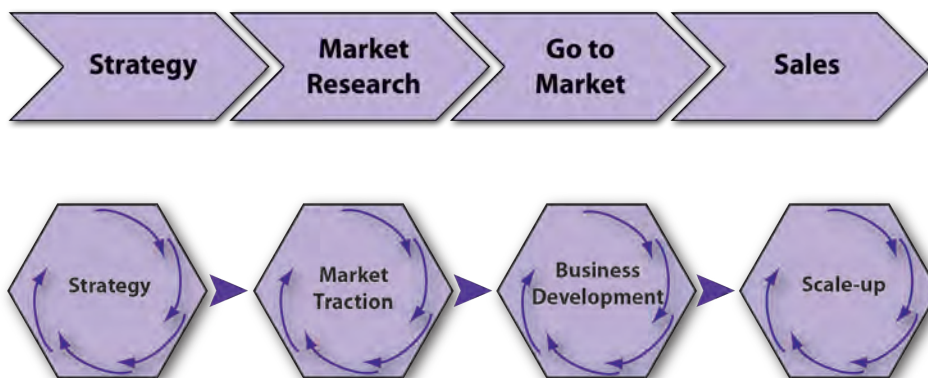 Strategy
Market
Research
Go to
Market
Sales
Strategy
Market
Traction
Business
Development
Scale-up